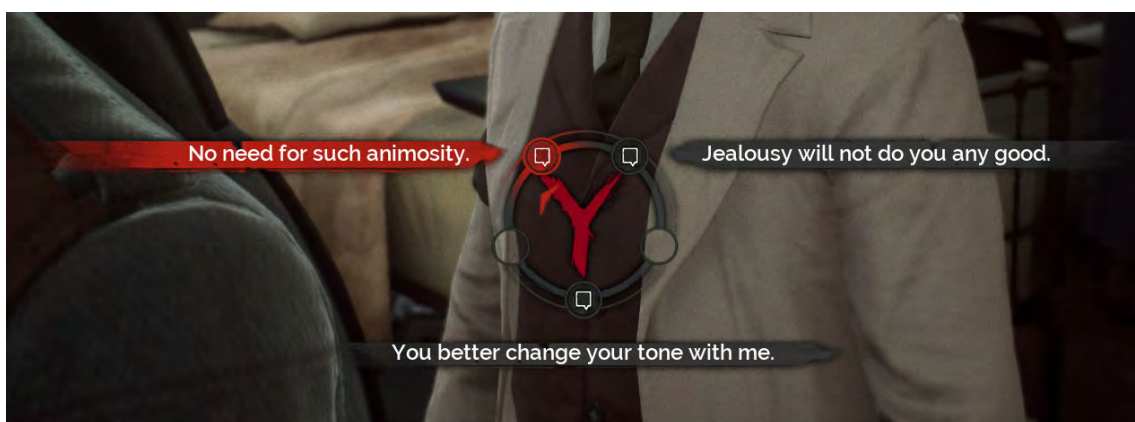 No need for such animosity.
Jealousy will not do you any good.
Y
You better change your tone with me.